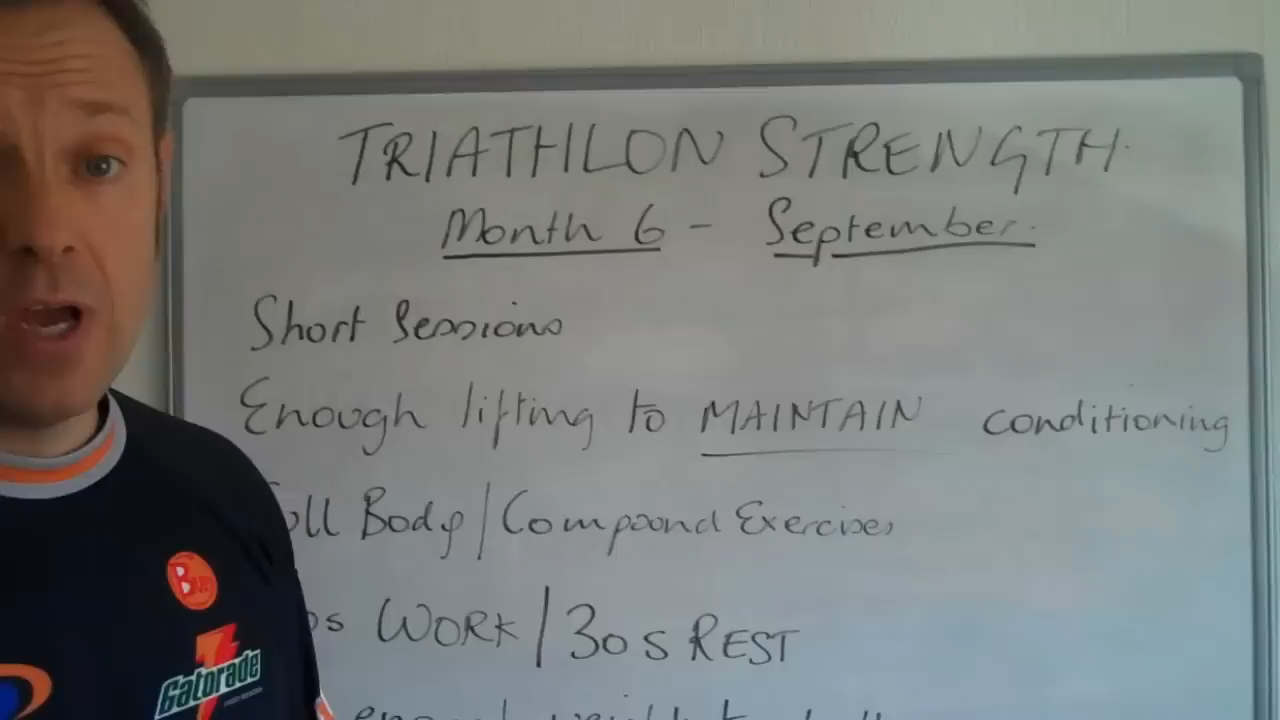 TRIATHLON STRENGTH
Month 6 - September.
Short Sessions
Enough lifting to MAINTAIN conditioning
Body/Compound Exercises
WORK/30s REST
Gatorade